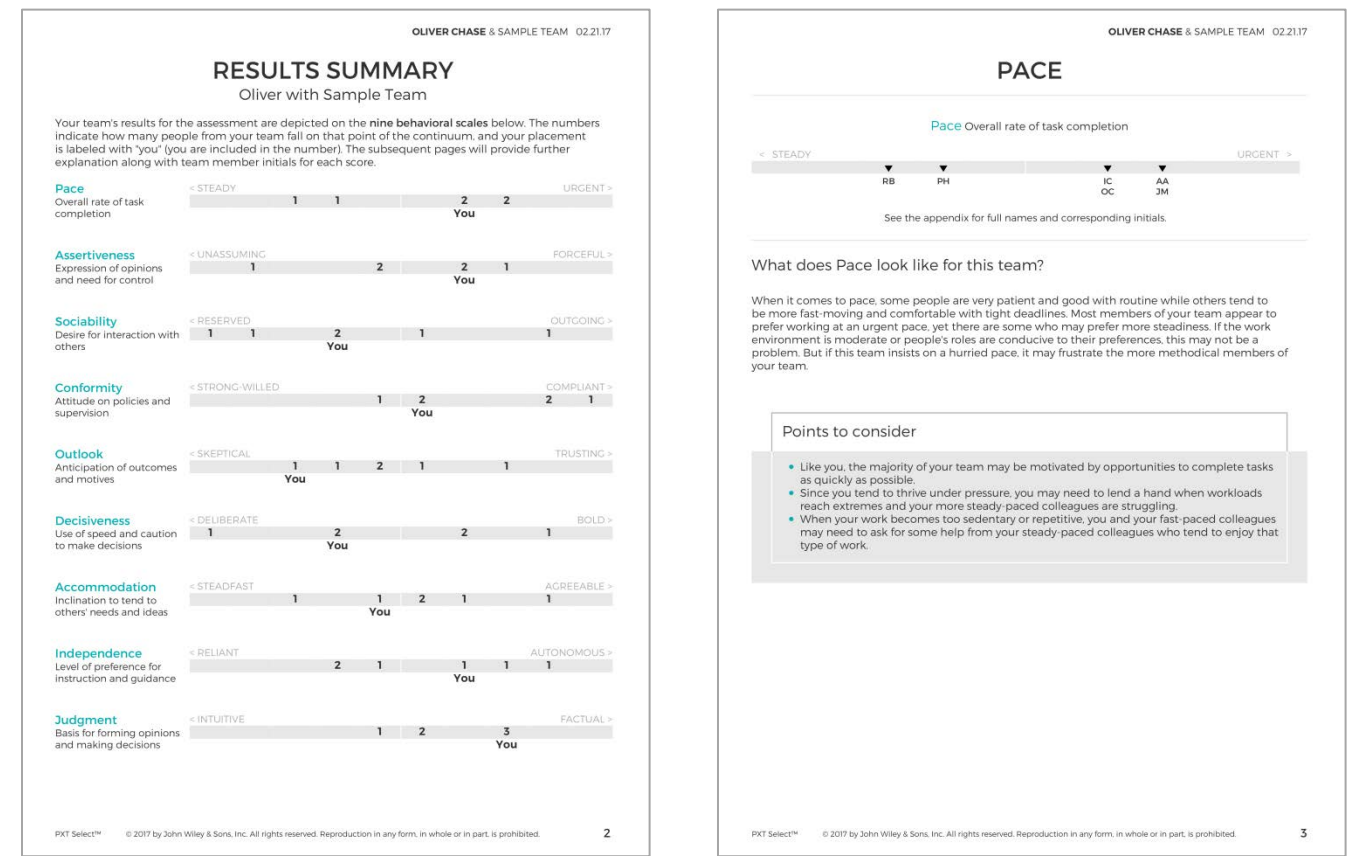 OLIVER CHASE & SAMPLE TEAM 02.21.17
RESULTS SUMMARY
Oliver with Sample Team
Your team's results for the assessment are depicted on the nine behavioral scales below. The numbers
indicate how many people from your team fall on that point of the continuum, and your placement
is labeled with "you" (you are included in the number). The subsequent pages will provide further
explanation along with team member initials for each score.
Pace < STEADY URGENT >
Overall rate of task 1 1 2 2
completion You
Assertiveness < UNASSUMING FORCEFUL >
Expression of opinions 1 2 2 1
and need for control You
Sociability < RESERVED OUTGOING >
Desire for interaction with 1 1 2 1 1
others You
Conformity < STRONG-WILLED COMPLIANT >
Attitude on policies and 1 2 2 1
supervision You
Outlook < SKEPTICAL TRUSTING >
Anticipation of outcomes 1 1 2 1 1
and motives You
Decisiveness < DELIBERATE BOLD >
Use of speed and caution 1 2 2 1
to make decisions You
Accommodation < STEADFAST AGREEABLE >
Inclination to tend to 1 1 2 1 1
others' needs and ideas You
Independence < RELIANT AUTONOMOUS >
Level of preference for 2 1 1 1 1
instruction and guidance You
Judgment < INTUITIVE FACTUAL >
Basis for forming opinions 1 2 3
and making decisions You
PXT Select™ © 2017 by John Wiley & Sons, Inc. All rights reserved. Reproduction in any form, in whole or in part, is prohibited. 2
OLIVER CHASE & SAMPLE TEAM 02.21.17
PACE
Pace Overall rate of task completion
< STEADY URGENT >
RB PH IC AA
OC JM
See the appendix for full names and corresponding initials.
What does Pace look like for this team?
When it comes to pace, some people are very patient and good with routine while others tend to
be more fast-moving and comfortable with tight deadlines. Most members of your team appear to
prefer working at an urgent pace, yet there are some who may prefer more steadiness. If the work
environment is moderate or people's roles are conducive to their preferences, this may not be a
problem. But if this team insists on a hurried pace, it may frustrate the more methodical members of
your team.
Points to consider
• Like you, the majority of your team may be motivated by opportunities to complete tasks
as quickly as possible.
• Since you tend to thrive under pressure, you may need to lend a hand when workloads
reach extremes and your more steady-paced colleagues are struggling.
• When your work becomes too sedentary or repetitive, you and your fast-paced colleagues
may need to ask for some help from your steady-paced colleagues who tend to enjoy that
type of work.
PXT Select™ © 2017 by John Wiley & Sons, Inc. All rights reserved. Reproduction in any form, in whole or in part, is prohibited. 3